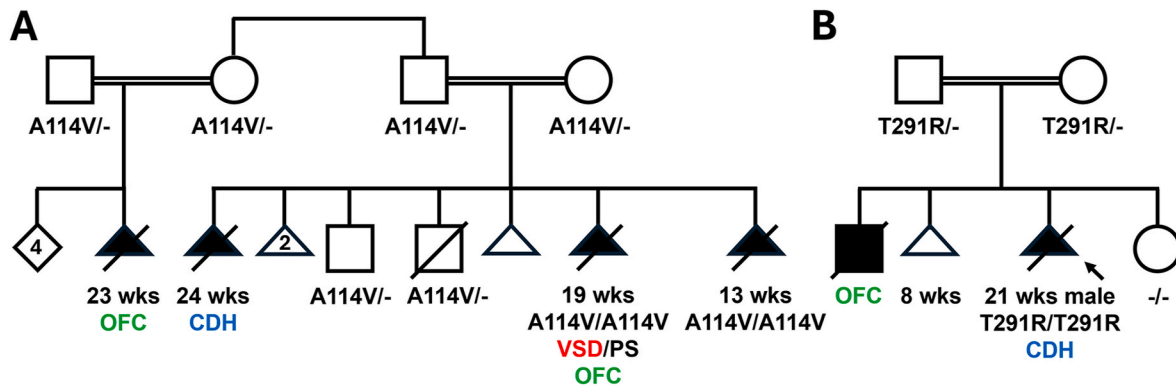 A
B
A114V/-
A114V/-
A114V/-
A114V/-
T291R/-
T291R/-
4
2
23 wks
OFC
24 wks
CDH
A114V/-
A114V/-
19 wks
A114V/A114V
VSD/PS
OFC
13 wks
A114V/A114V
OFC
8 wks
21 wks male
T291R/T291R
CDH
-/-